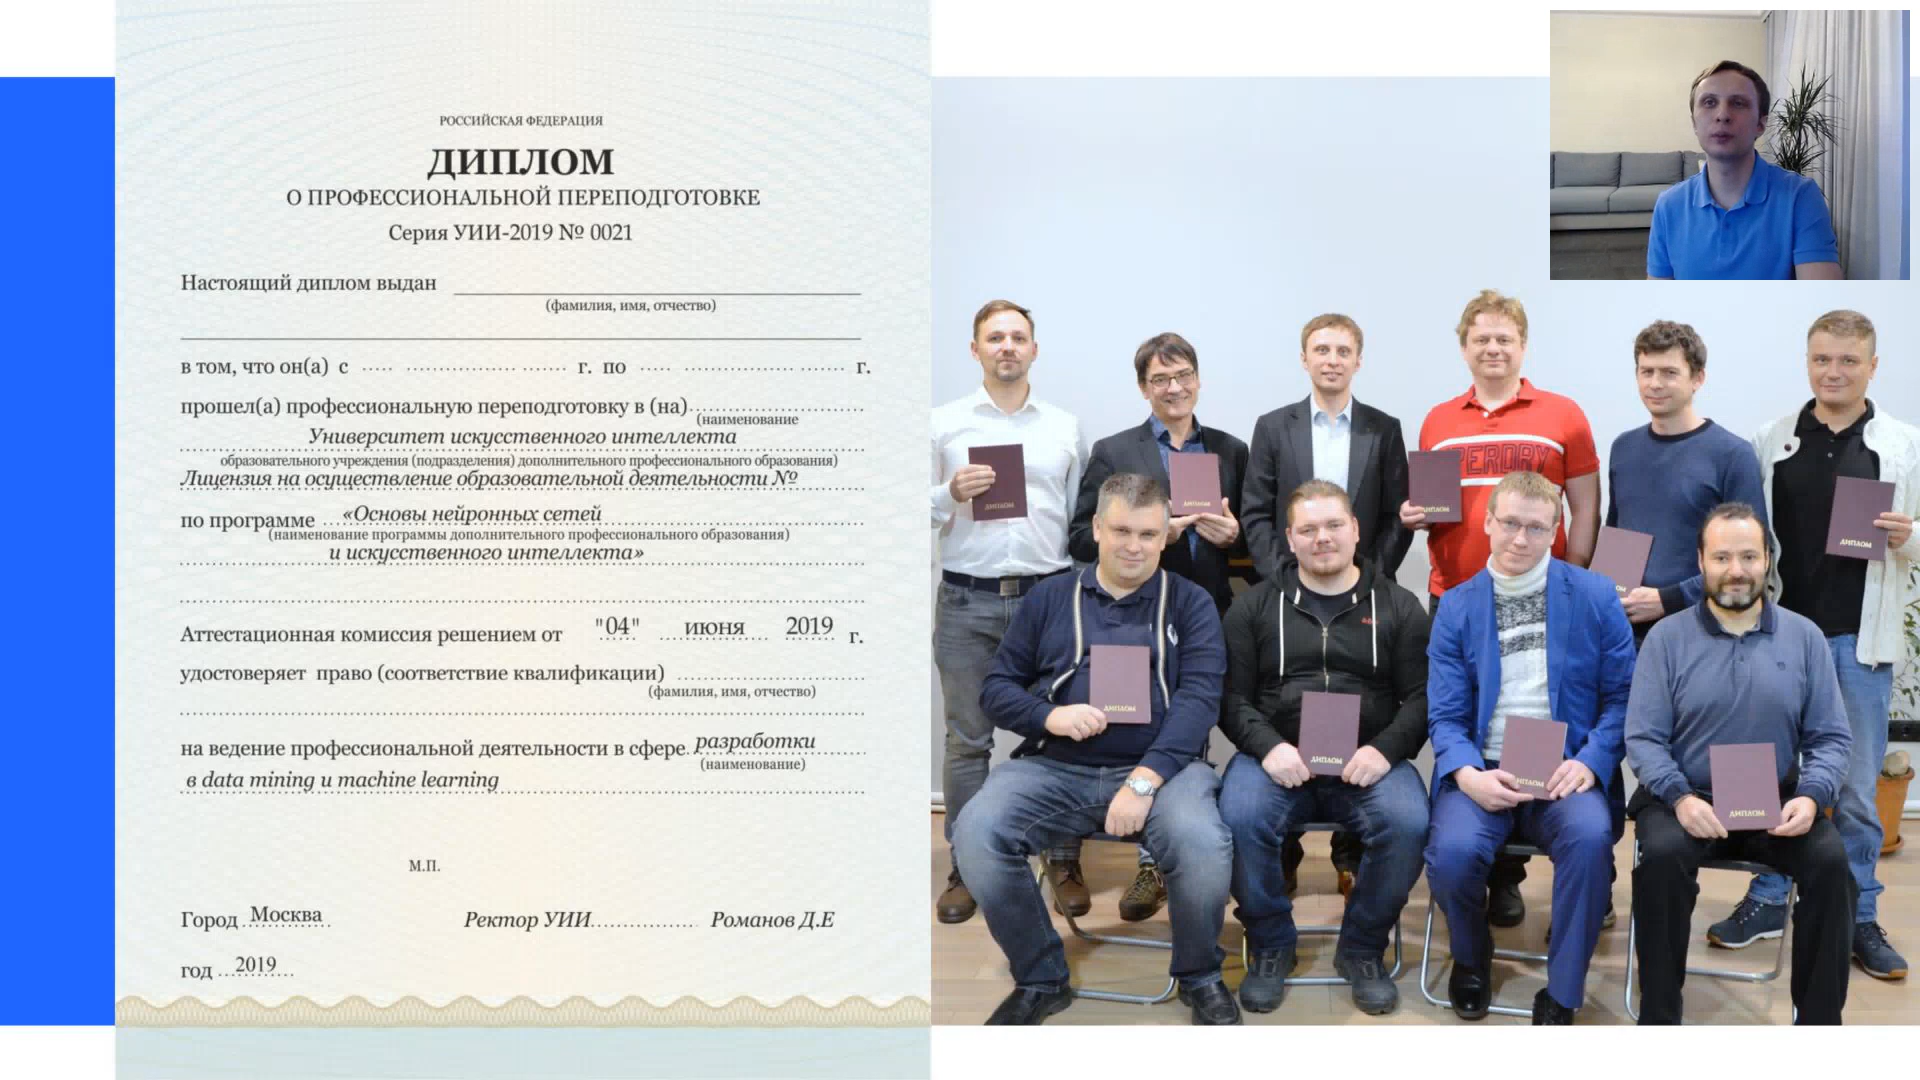 РОССИЙСКАЯ ФЕДЕРАЦИЯ
ДИПЛОМ
О ПРОФЕССИОНАЛЬНОЙ ПЕРЕПОДГОТОВКЕ
Серия УИИ-2019 № 0021
Настоящий диплом выдан
(фамилия, имя, отчество)
в том, что он(а) с г. по г.
прошел(а) профессиональную переподготовку в (на)
(наименование
Университет искусственного интеллекта
образовательного учреждения (подразделения) дополнительного профессионального образования)
Лицензия на осуществление образовательной деятельности №
по программе «Основы нейронных сетей
(наименование программы дополнительного профессионального образования)
и искусственного интеллекта»
Аттестационная комиссия решением от "04" июня 2019 г.
удостоверяет право (соответствие квалификации)
(фамилия, имя, отчество)
на ведение профессиональной деятельности в сфере разработки
(наименование)
в data mining и machine learning
М.П.
Город Москва Ректор УИИ Романов Д.Е
год 2019
ДИПЛОМ
ДИПЛОМ
ДИПЛОМ
ДИПЛОМ
ДИПЛОМ
ДИПЛОМ
ДИПЛОМ
ДИПЛОМ